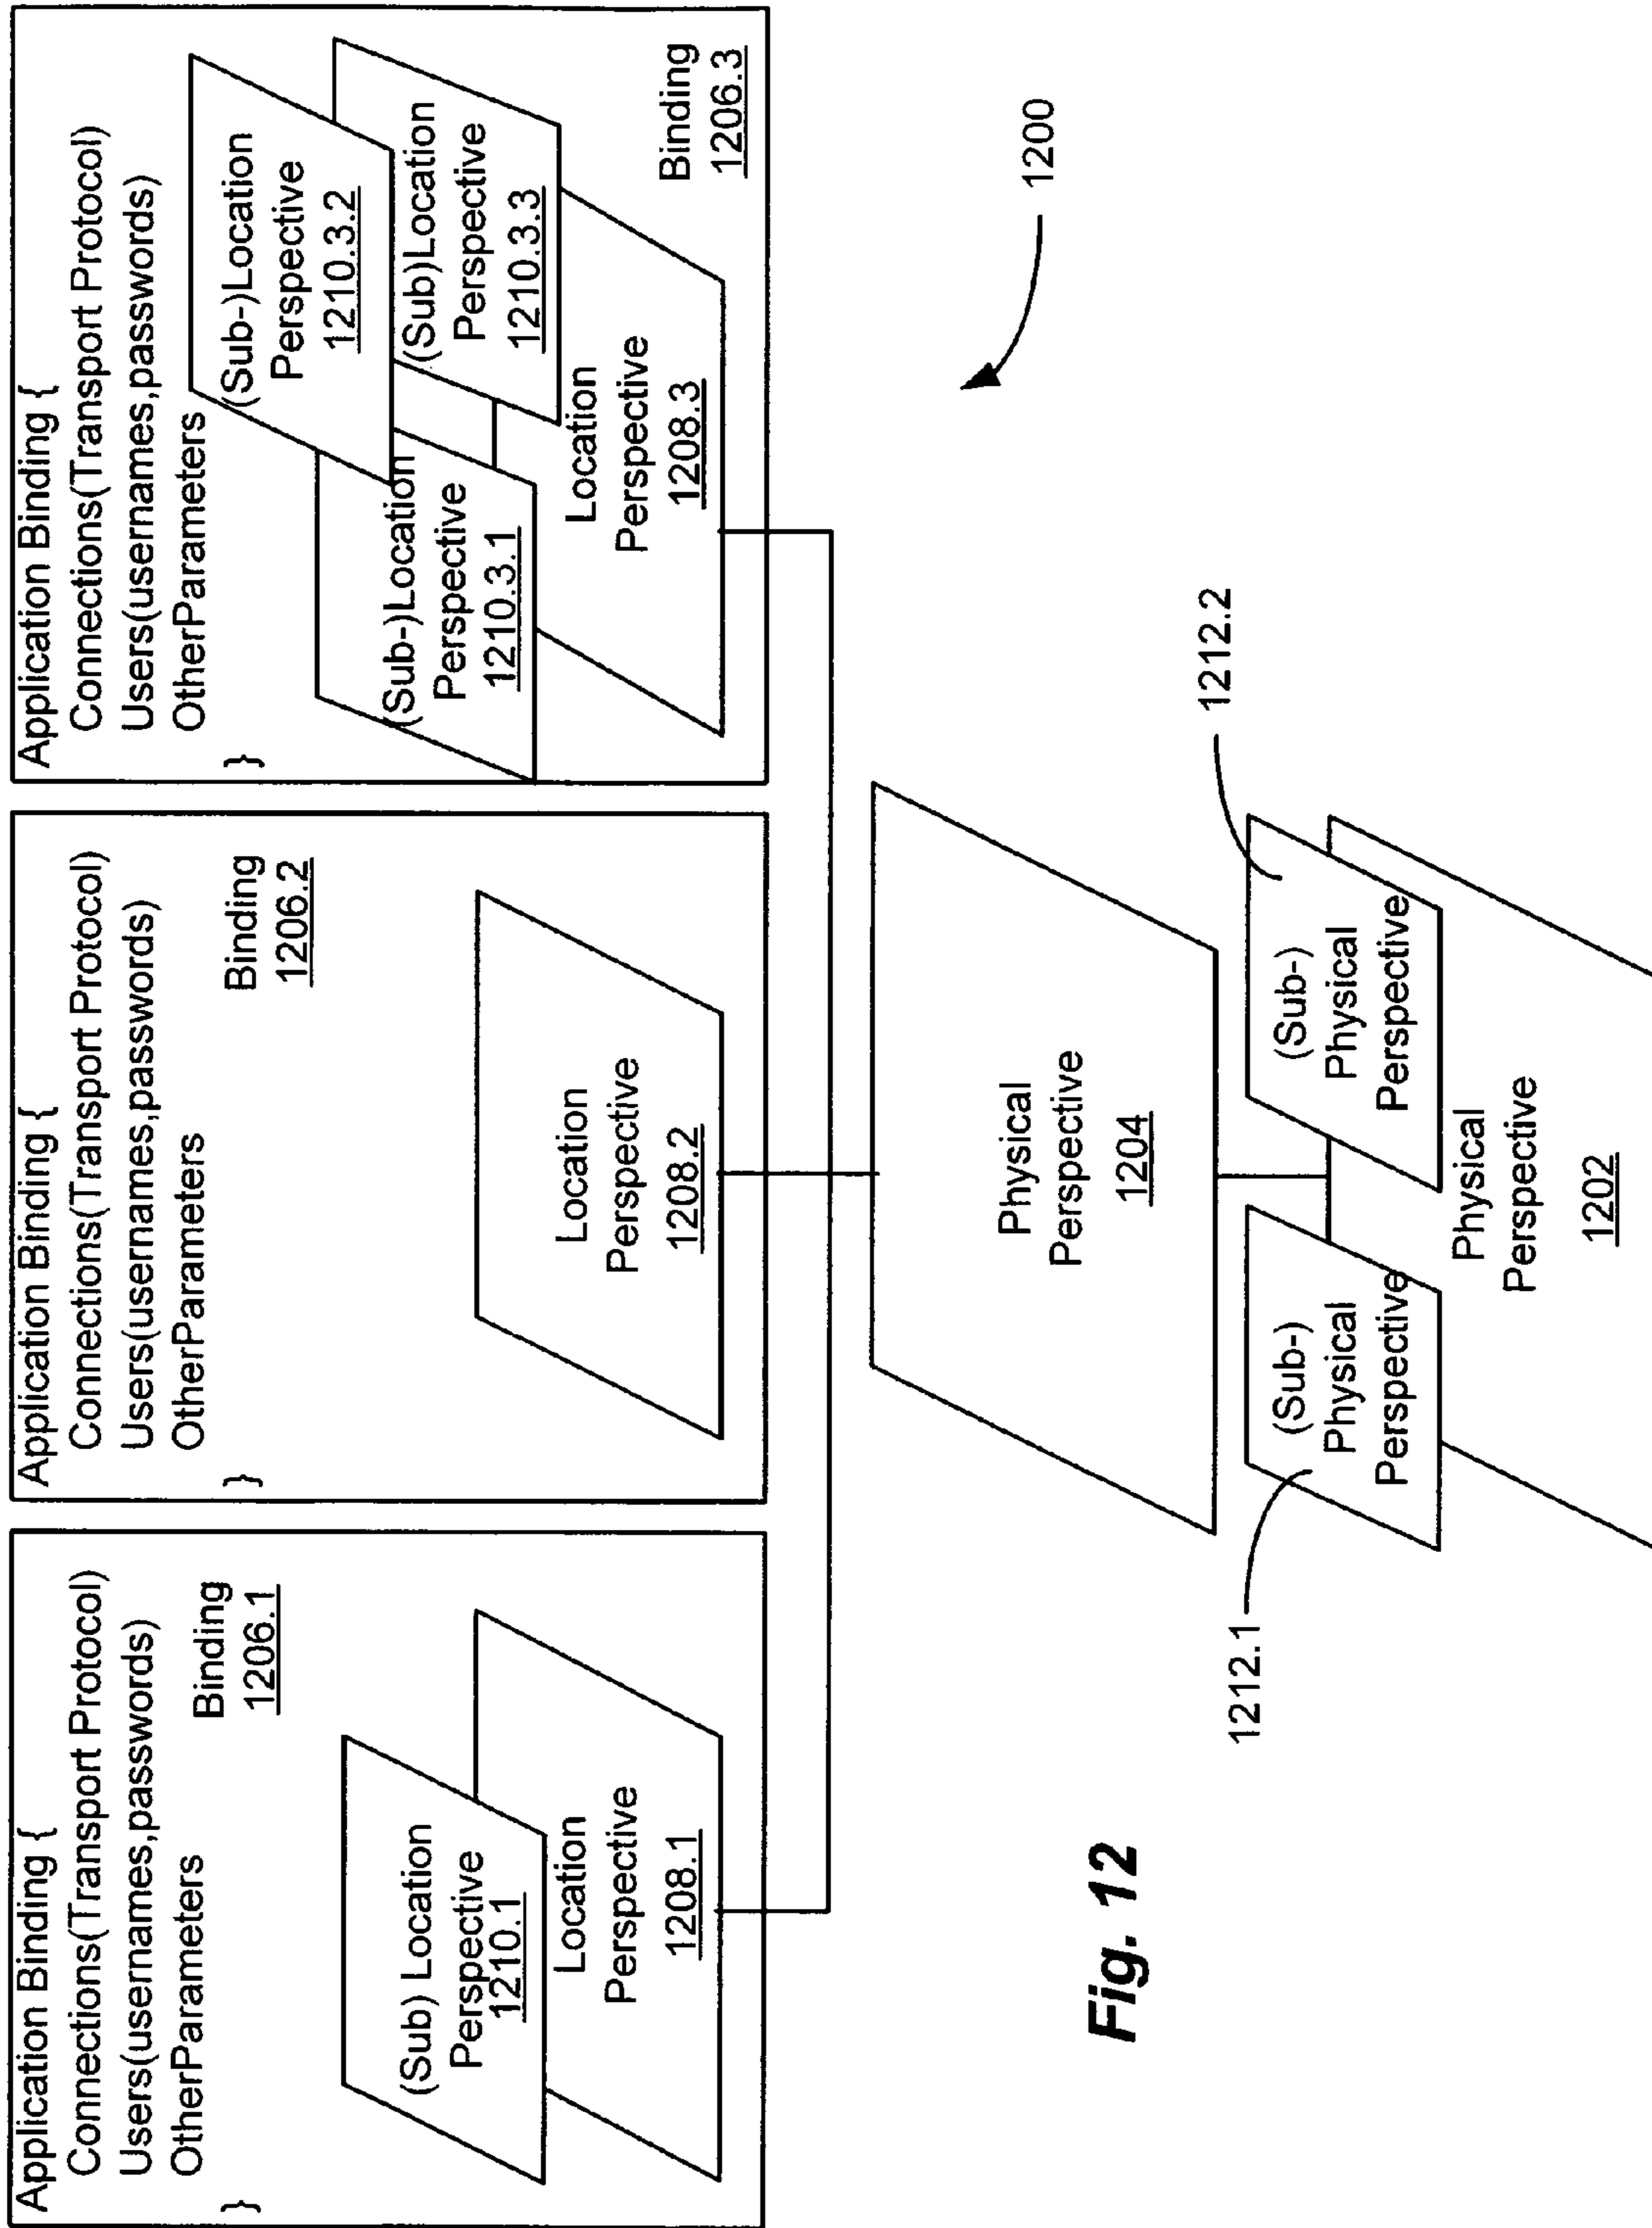 Application Binding {
Connections(Transport Protocol)
Users(usernames,passwords)
OtherParameters
}
Binding
1206.1
(Sub) Location
Perspective
1210.1
Location
Perspective
1208.1
Application Binding {
Connections(Transport Protocol)
Users(usernames,passwords)
OtherParameters
}
Binding
1206.2
Location
Perspective
1208.2
Application Binding {
Connections(Transport Protocol)
Users(usernames,passwords)
OtherParameters
}
(Sub-)Location
Perspective
1210.3.2
(Sub-)Location
Perspective
1210.3.1
(Sub)Location
Perspective
1210.3.3
Location
Perspective
1208.3
Binding
1206.3
Physical
Perspective
1204
1212.1
(Sub-)
Physical
Perspective
(Sub-)
Physical
Perspective
1212.2
Physical
Perspective
1202
1200
Fig. 12